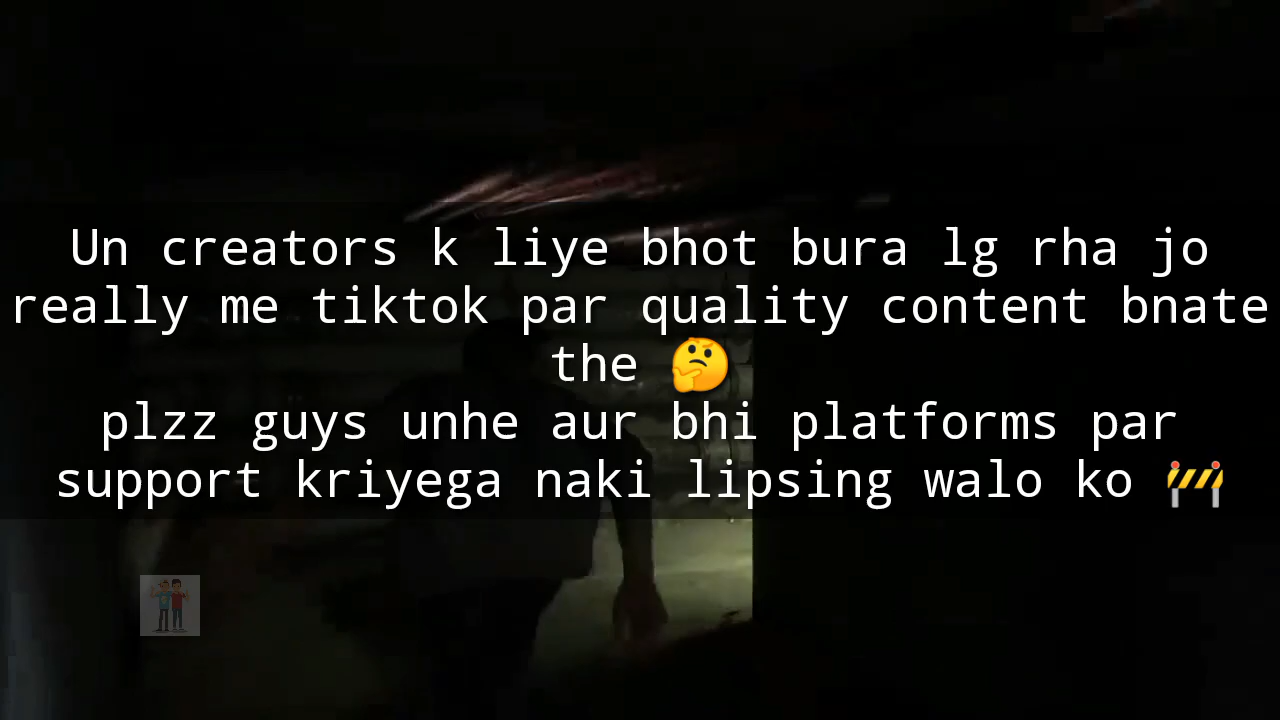 Un creators k liye bhot bura lg rha jo
really me tiktok par quality content bnate
the 🤔
plzz guys unhe aur bhi platforms par
support kriyega naki lipsing walo ko 🚧